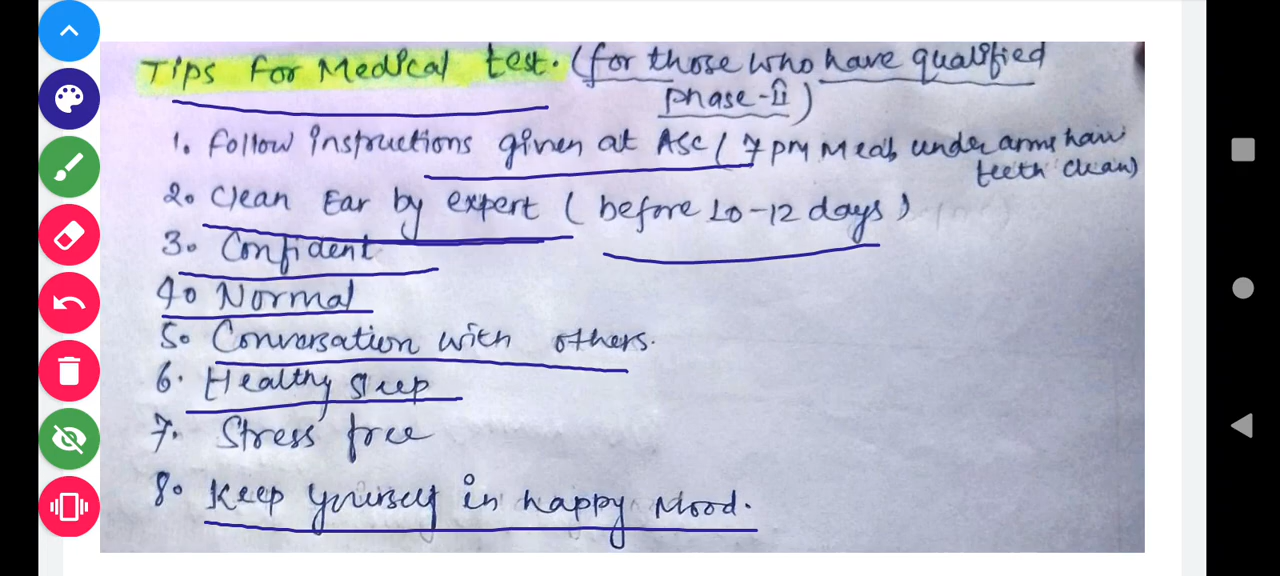 Tips for Medical test. (for those who have qualified
phase-II)
1. Follow instructions given at ASC ( 7 PM Meal, under arms hair
teeth clean)
2. Clean Ear by expert ( before 10-12 days)
3. Confident
4. Normal
5. Conversation with others.
6. Healthy sleep
7. Stress free
8. Keep yourself in happy Mood.